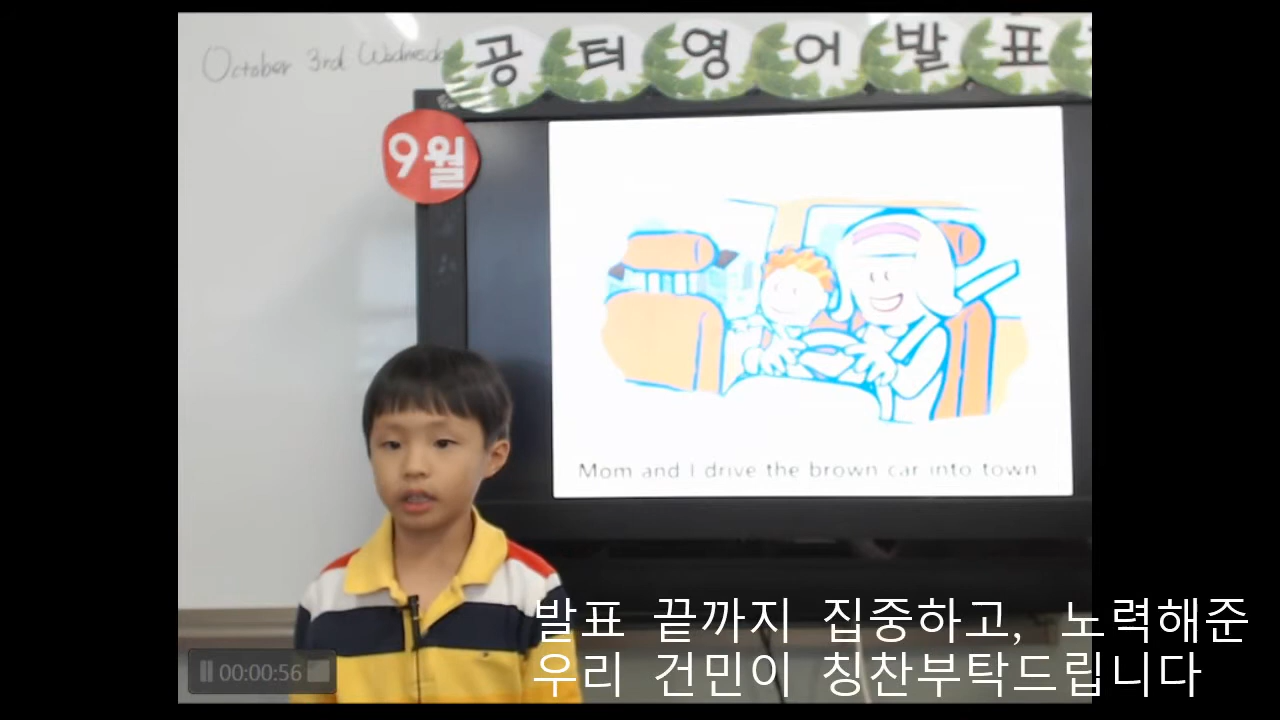 October 3rd Wednesda
공터영어발표
9월
Mom and I drive the brown car into town
발표 끝까지 집중하고, 노력해준
우리 건민이 칭찬부탁드립니다
00:00:56